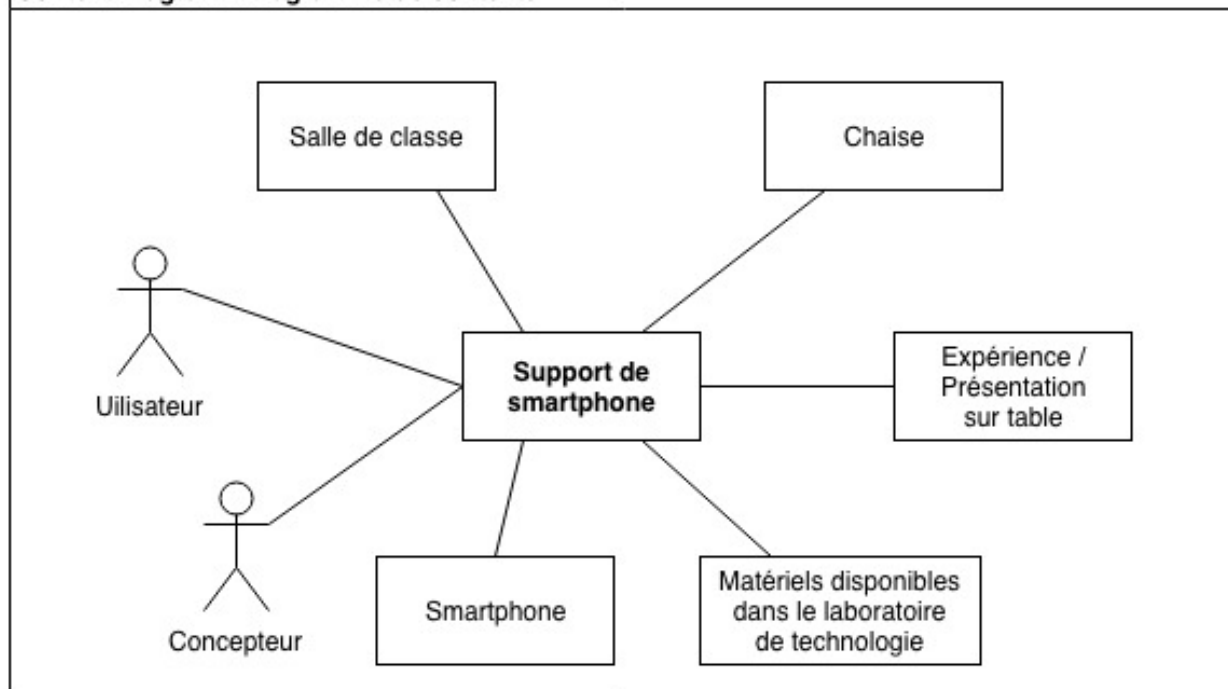 Salle de classe
Chaise
Uilisateur
Support de
smartphone
Expérience /
Présentation
sur table
Concepteur
Smartphone
Matériels disponibles
dans le laboratoire
de technologie